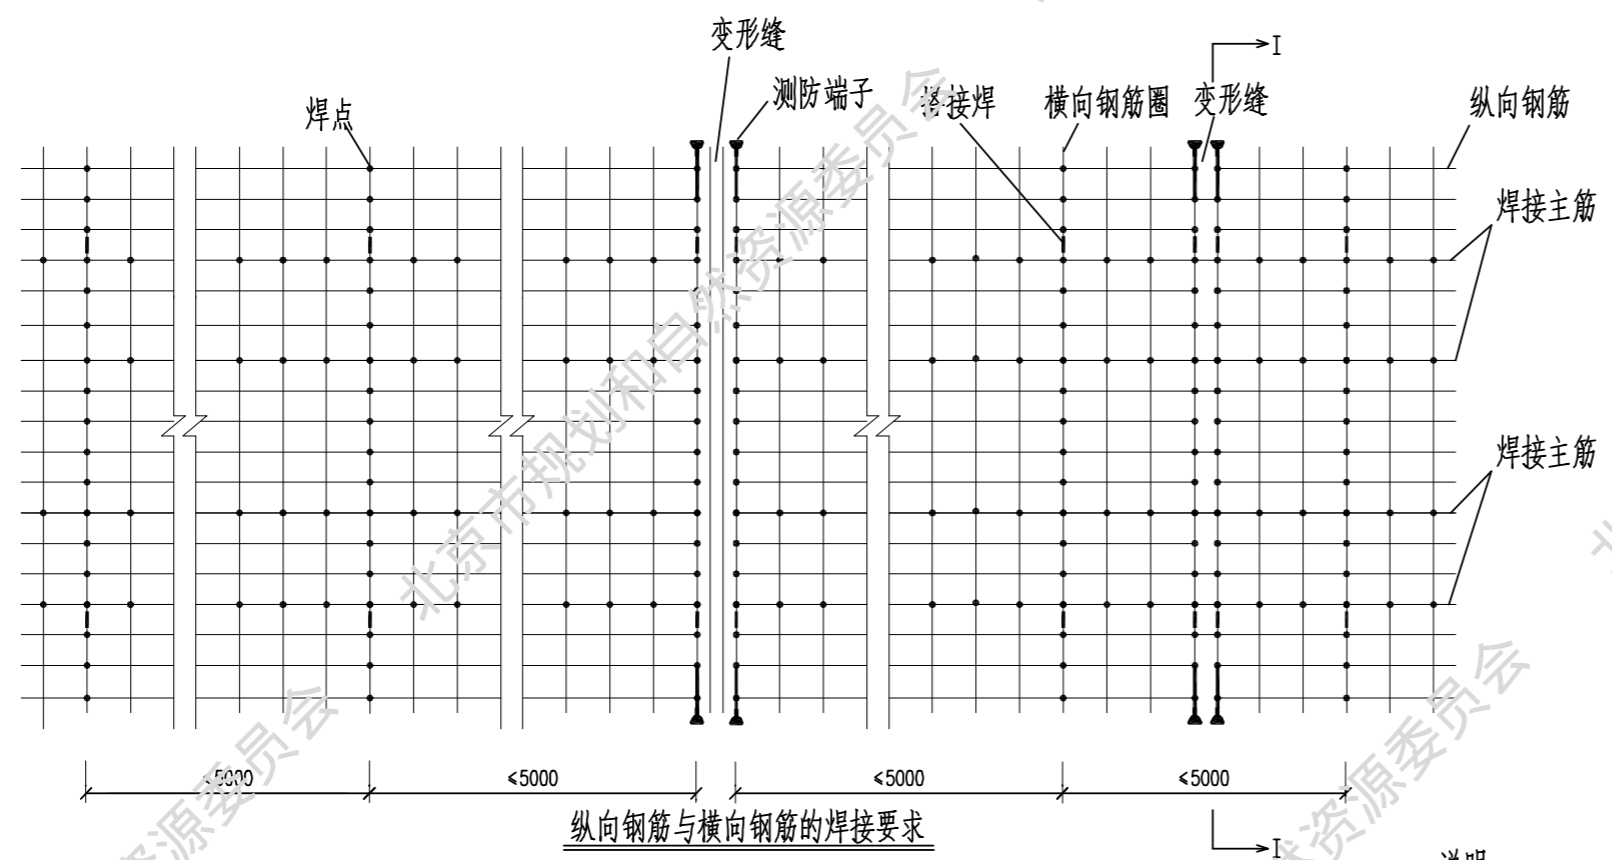 变形缝
I
焊点
测防端子
搭接焊
横向钢筋圈
变形缝
纵向钢筋
焊接主筋
焊接主筋
≤5000
≤5000
≤5000
≤5000
纵向钢筋与横向钢筋的焊接要求
I
北京市规划和自然资源委员会
资源委员会
然资源委员会